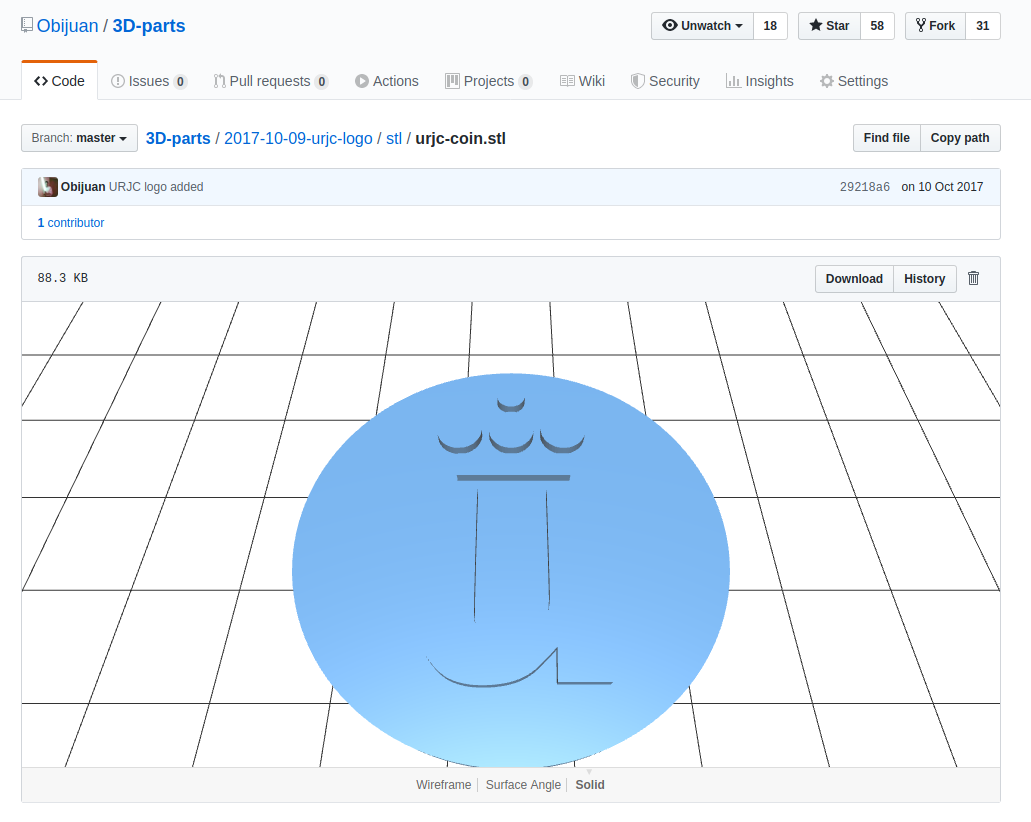 Obijuan / 3D-parts Unwatch 18 Star 58 Fork 31
Code Issues 0 Pull requests 0 Actions Projects 0 Wiki Security Insights Settings
Branch: master 3D-parts / 2017-10-09-urjc-logo / stl / urjc-coin.stl Find file Copy path
Obijuan URJC logo added 29218a6 on 10 Oct 2017
1 contributor
88.3 KB Download History
Wireframe Surface Angle Solid